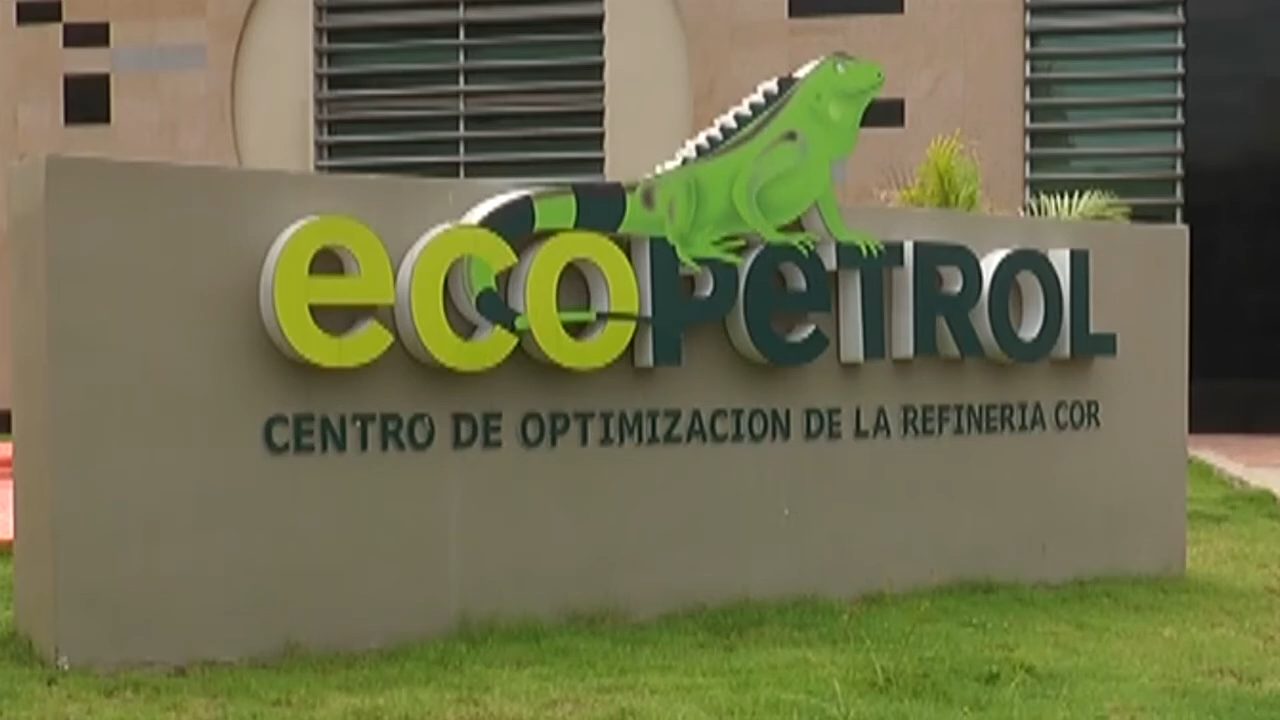 ecoPeTROL
CENTRO DE OPTIMIZACION DE LA REFINERIA COR